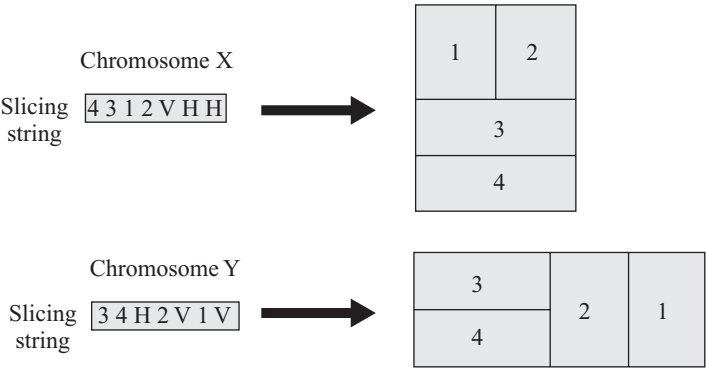 Chromosome X
Slicing string
4 3 1 2 V H H
1 2
3
4
Chromosome Y
Slicing string
3 4 H 2 V 1 V
3
4
2 1